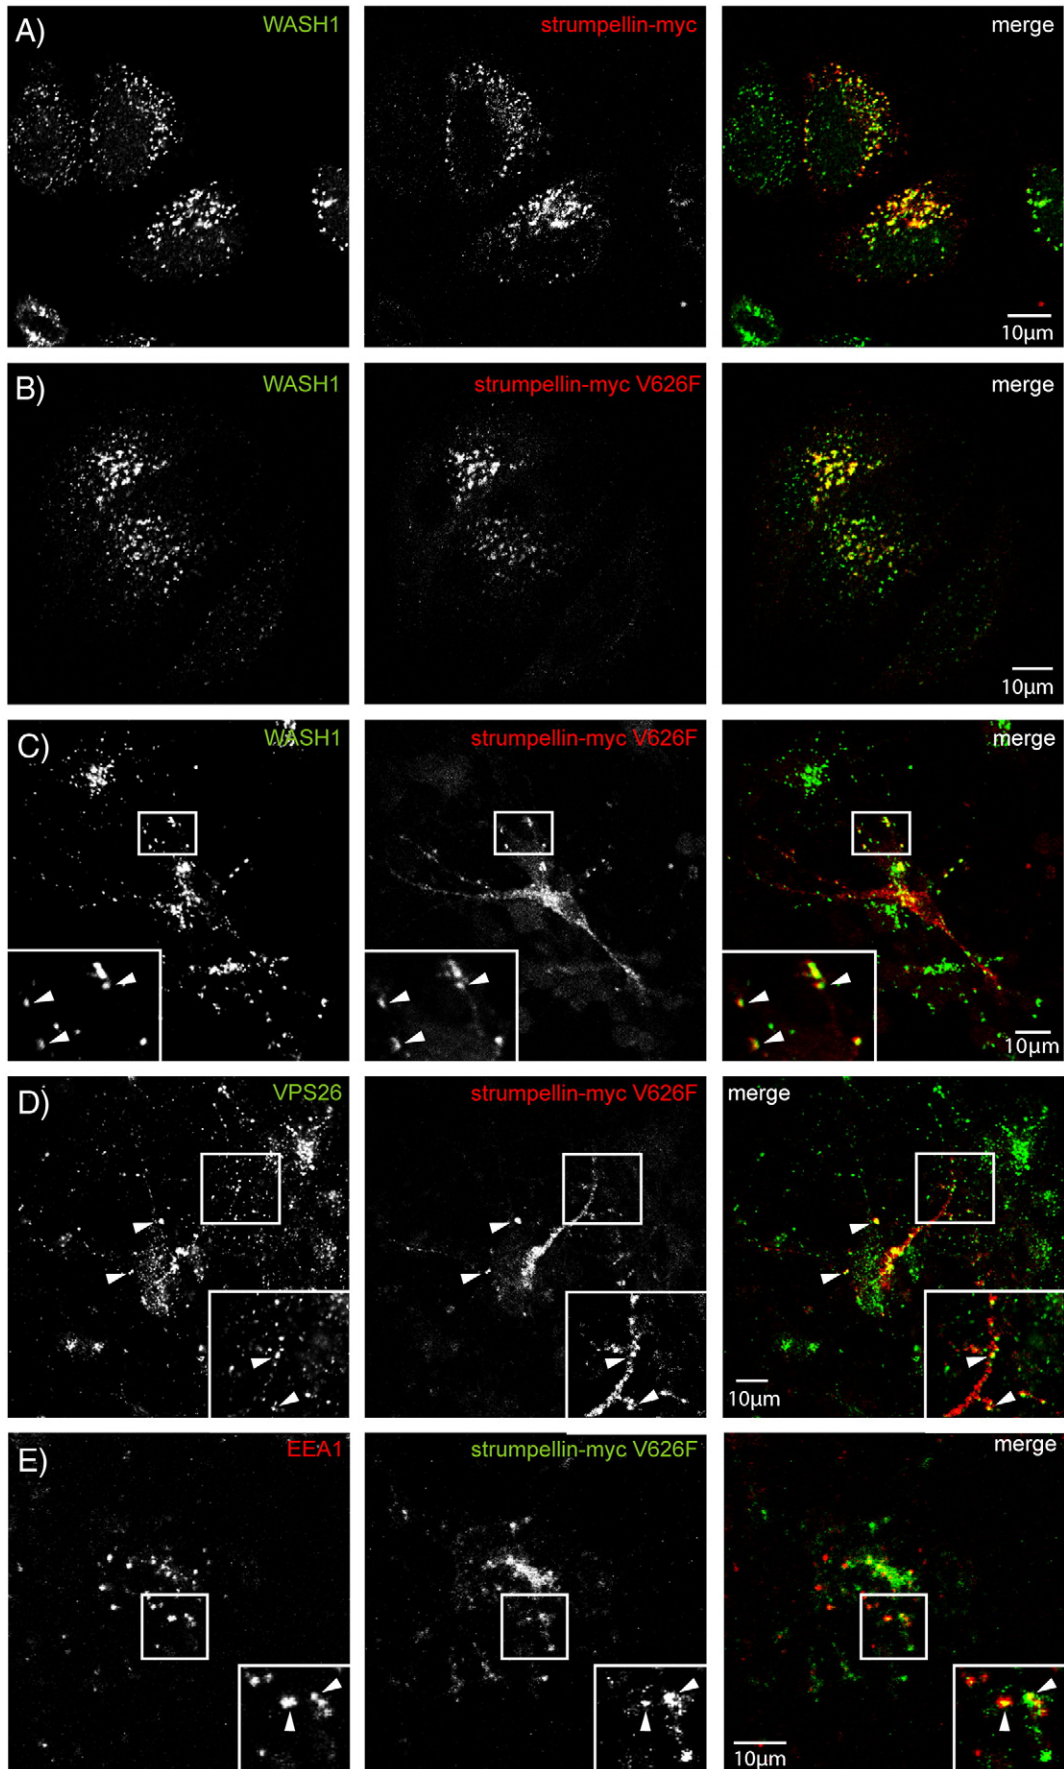 A) WASH1 strumpellin-myc merge
10µm
B) WASH1 strumpellin-myc V626F merge
10µm
C) WASH1 strumpellin-myc V626F merge
10µm
D) VPS26 strumpellin-myc V626F merge
10µm
E) EEA1 strumpellin-myc V626F merge
10µm